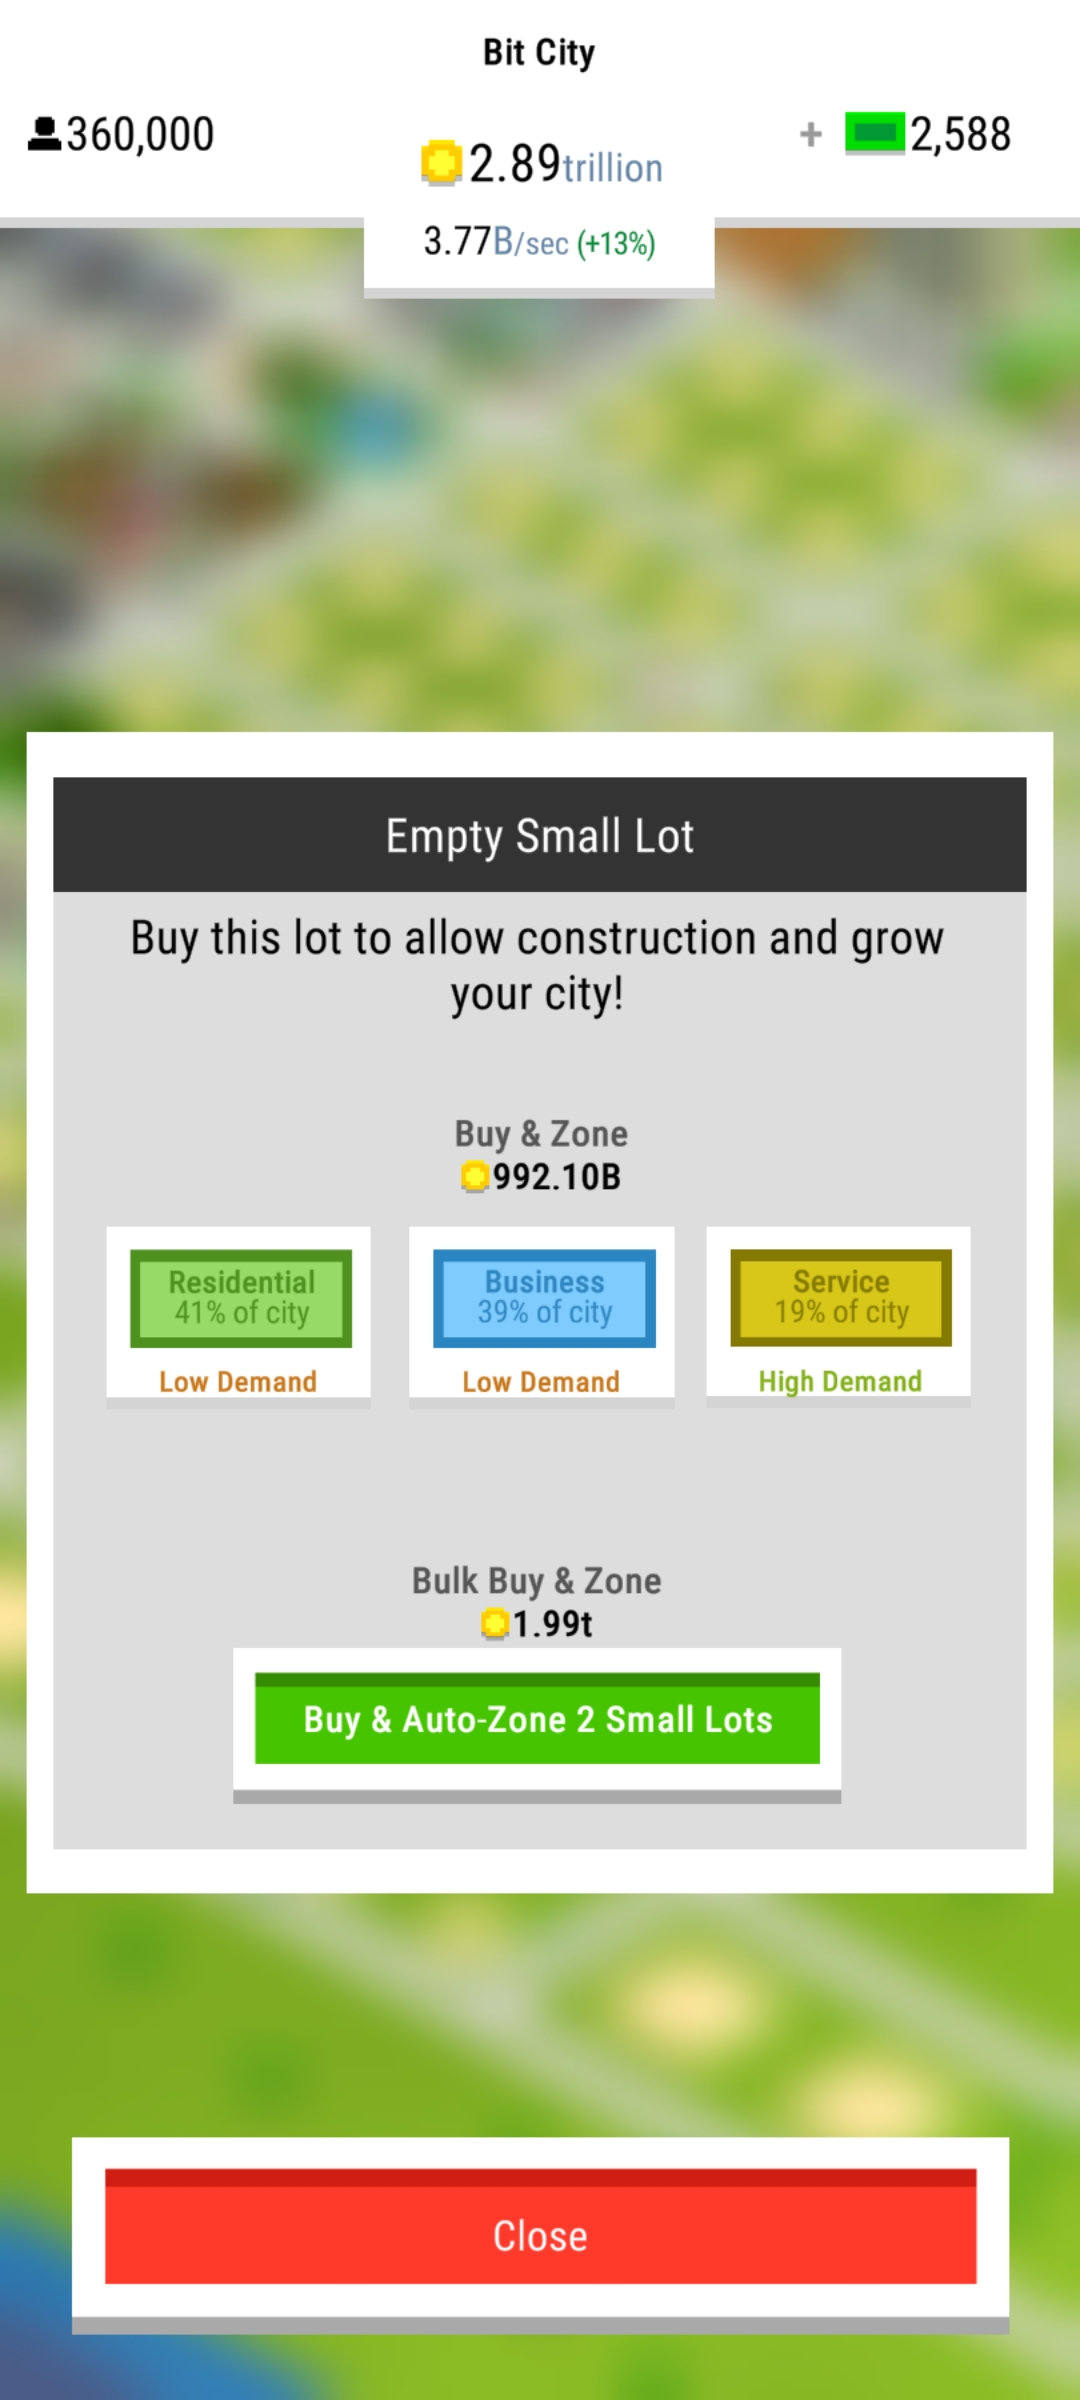 Bit City
360,000
2.89trillion
+ 2,588
3.77B/sec (+13%)
Empty Small Lot
Buy this lot to allow construction and grow
your city!
Buy & Zone
992.10B
Residential
41% of city
Low Demand
Business
39% of city
Low Demand
Service
19% of city
High Demand
Bulk Buy & Zone
1.99t
Buy & Auto-Zone 2 Small Lots
Close